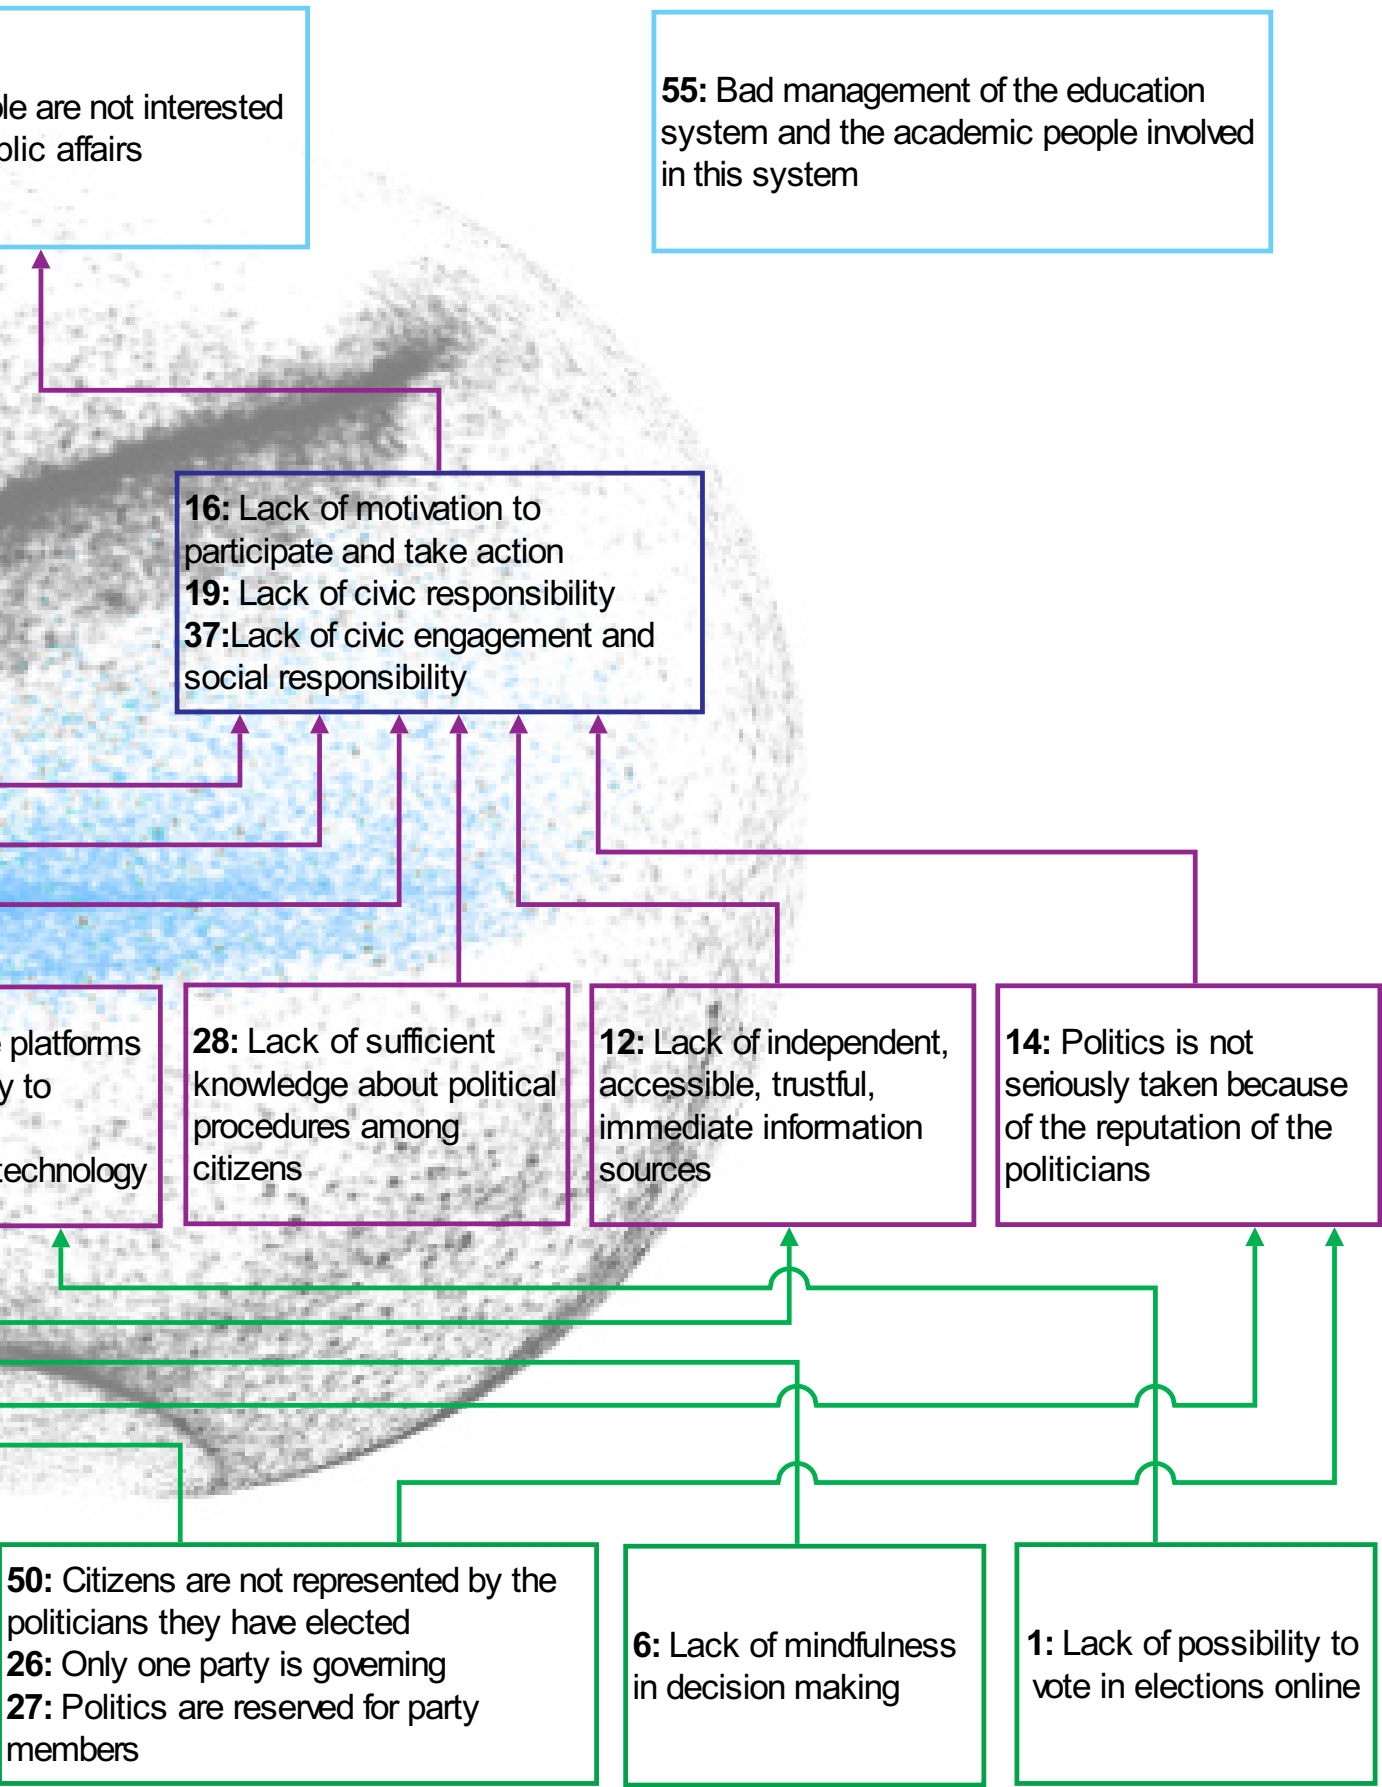 are not interested
affairs
55: Bad management of the education
system and the academic people involved
in this system
16: Lack of motivation to
participate and take action
19: Lack of civic responsibility
37:Lack of civic engagement and
social responsibility
platforms
to
technology
28: Lack of sufficient
knowledge about political
procedures among
citizens
12: Lack of independent,
accessible, trustful,
immediate information
sources
14: Politics is not
seriously taken because
of the reputation of the
politicians
50: Citizens are not represented by the
politicians they have elected
26: Only one party is governing
27: Politics are reserved for party
members
6: Lack of mindfulness
in decision making
1: Lack of possibility to
vote in elections online